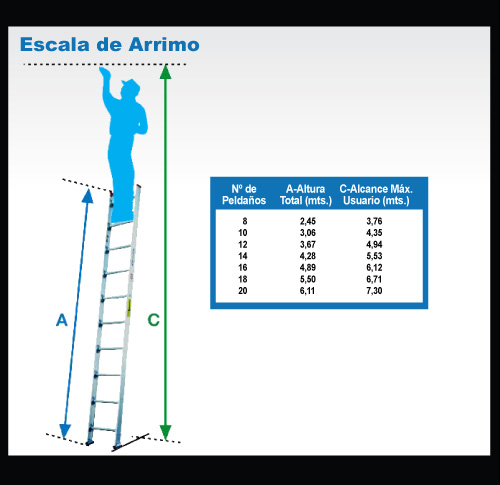 Escala de Arrimo
A
C
Nº de Peldaños A-Altura Total (mts.) C-Alcance Máx. Usuario (mts.)
8 2,45 3,76
10 3,06 4,35
12 3,67 4,94
14 4,28 5,53
16 4,89 6,12
18 5,50 6,71
20 6,11 7,30